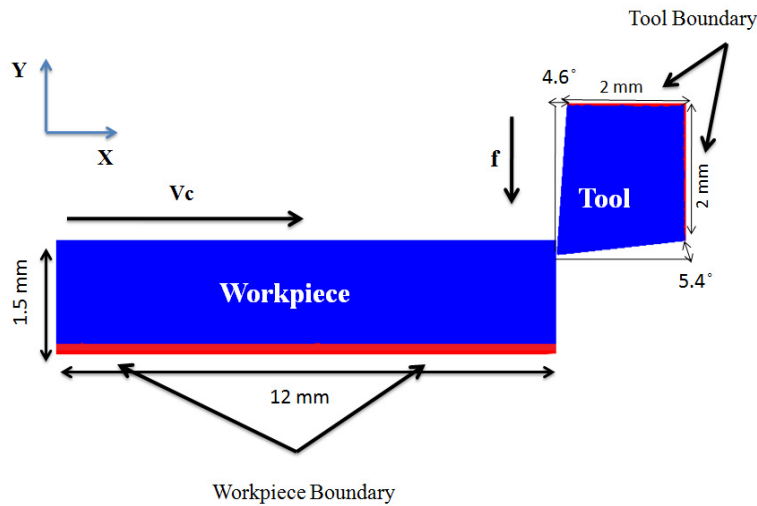 Tool Boundary
Y
4.6°
2 mm
X
f
Vc
Tool
2 mm
1.5 mm
Workpiece
5.4°
12 mm
Workpiece Boundary